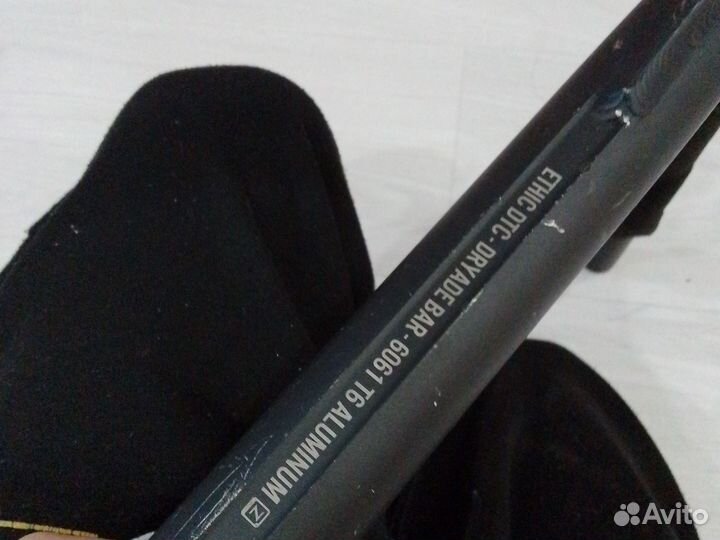 ETHIC DTC - DRYADE BAR - 6061 T6 ALUMINUM Z
Avito